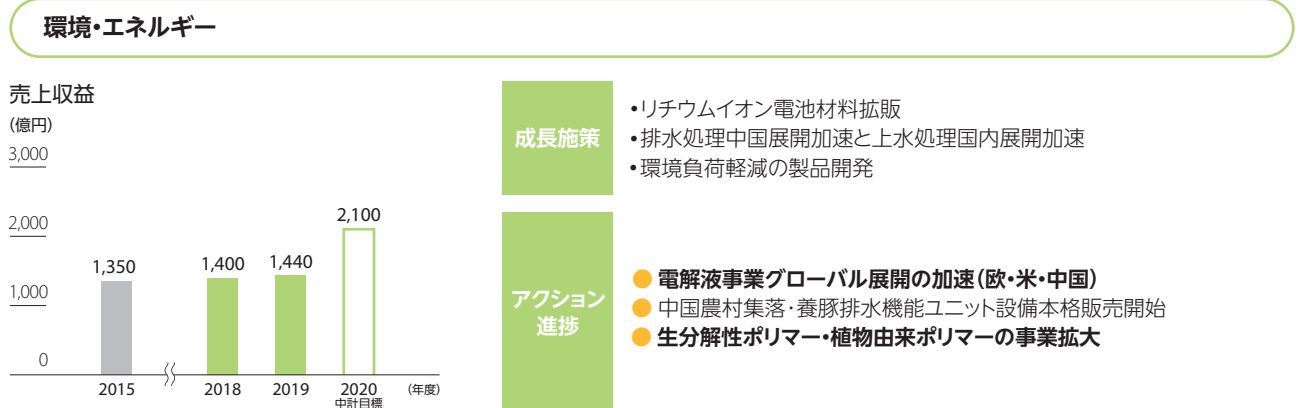 環境・エネルギー
売上収益
(億円)
3,000
2,000
1,000
0
1,350
1,400
1,440
2,100
2015
2018
2019
2020
中計目標
(年度)
成長施策
•リチウムイオン電池材料拡販
•排水処理中国展開加速と上水処理国内展開加速
•環境負荷軽減の製品開発
アクション
進捗
● 電解液事業グローバル展開の加速（欧・米・中国）
● 中国農村集落・養豚排水機能ユニット設備本格販売開始
● 生分解性ポリマー・植物由来ポリマーの事業拡大